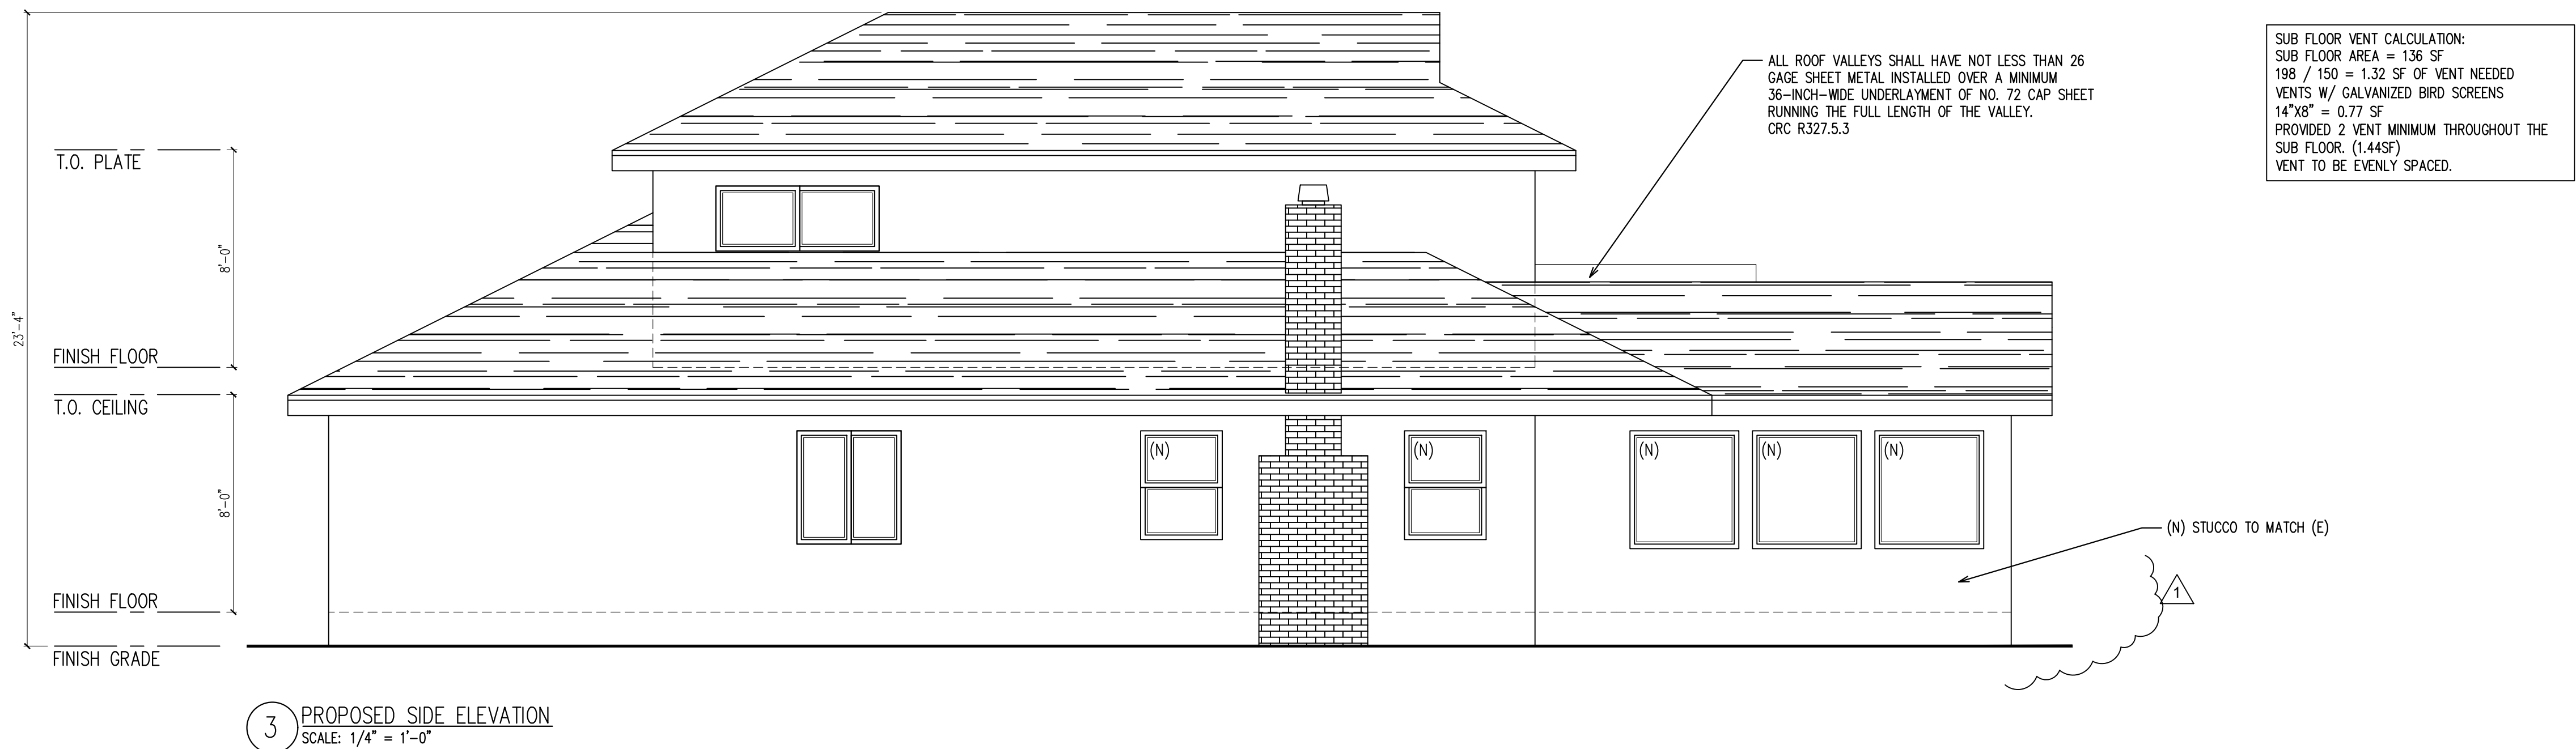 SUB FLOOR VENT CALCULATION:
SUB FLOOR AREA = 136 SF
198 / 150 = 1.32 SF OF VENT NEEDED
VENTS W/ GALVANIZED BIRD SCREENS
14"X8" = 0.77 SF
PROVIDED 2 VENT MINIMUM THROUGHOUT THE
SUB FLOOR. (1.44SF)
VENT TO BE EVENLY SPACED.
ALL ROOF VALLEYS SHALL HAVE NOT LESS THAN 26
GAGE SHEET METAL INSTALLED OVER A MINIMUM
36-INCH-WIDE UNDERLAYMENT OF NO. 72 CAP SHEET
RUNNING THE FULL LENGTH OF THE VALLEY.
CRC R327.5.3
T.O. PLATE
8'-0"
23'-4"
FINISH FLOOR
T.O. CEILING
8'-0"
(N)
(N)
(N)
(N)
(N)
(N) STUCCO TO MATCH (E)
1
FINISH FLOOR
FINISH GRADE
3
PROPOSED SIDE ELEVATION
SCALE: 1/4" = 1'-0"